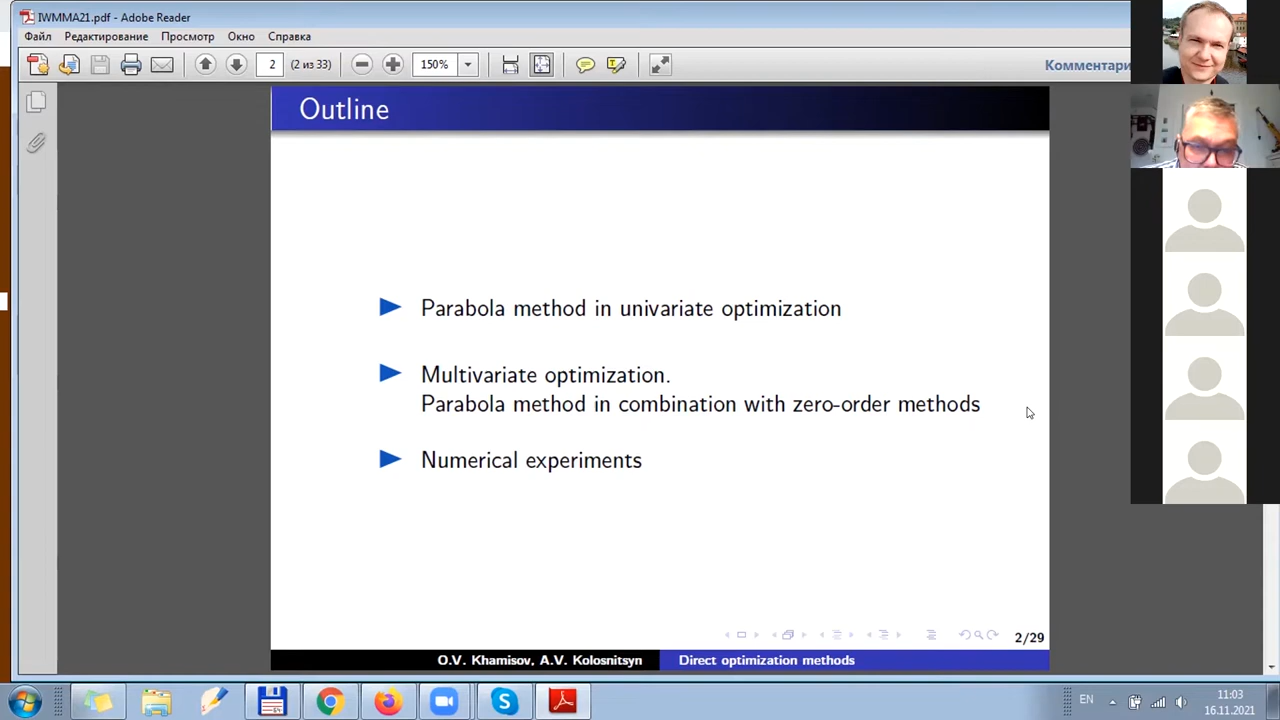 IWMMA21.pdf - Adobe Reader
Файл Редактирование Просмотр Окно Справка
2 (2 из 33) 150% Комментари
Outline
Parabola method in univariate optimization
Multivariate optimization.
Parabola method in combination with zero-order methods
Numerical experiments
2/29
O.V. Khamisov, A.V. Kolosnitsyn Direct optimization methods
EN 11:03
16.11.2021